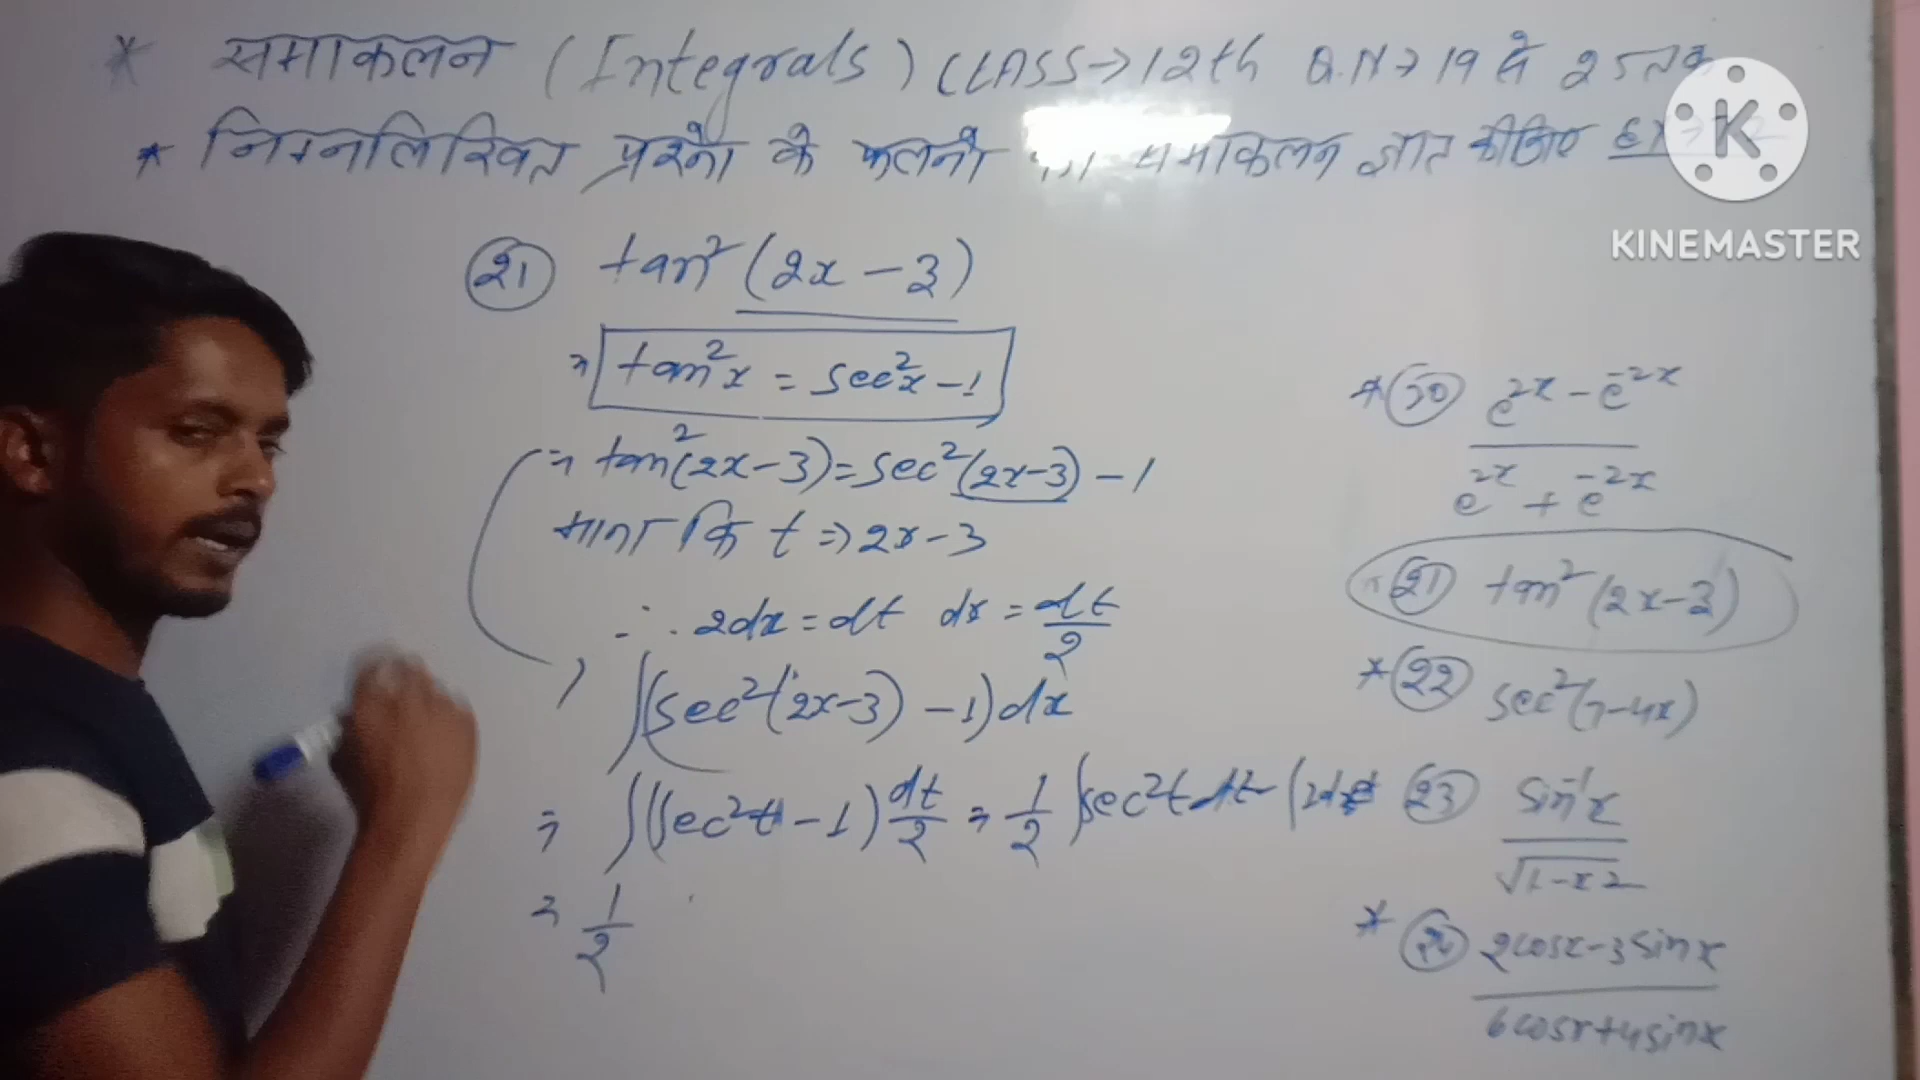 * समाकलन (Integrals) CLASS→12th Q.N→19 से 25 तक
* निम्नलिखित प्रश्नों के फलनों समाकलन ज्ञात कीजिए
KINEMASTER
(21) tan² (2x-3)
⇒ tan²x = sec²x-1
⇒ tan²(2x-3)=sec²(2x-3)-1
माना कि t ⇒ 2x-3
∴ 2dx = dt dx = dt/2
⇒ ∫(sec²(2x-3)-1)dx
⇒ ∫(sec²t-1) dt/2 ⇒ 1/2 ∫sec²t dt
⇒ 1/2
* (20) e^2x - e^-2x / e^2x + e^-2x
(21) tan² (2x-3)
* (22) sec²(7-4x)
(23) sin⁻¹x / √1-x2
* (24) 2cosx-3sinx / 6cosx+4sinx